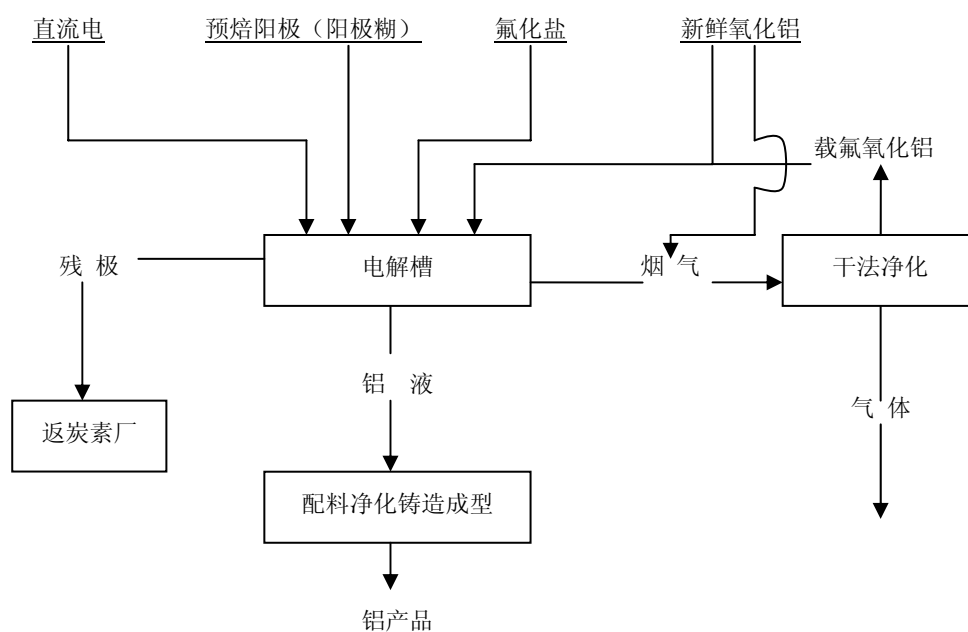 直流电
预焙阳极（阳极糊）
氟化盐
新鲜氧化铝
载氟氧化铝
残 极
电解槽
烟 气
干法净化
铝 液
返炭素厂
气 体
配料净化铸造成型
铝产品